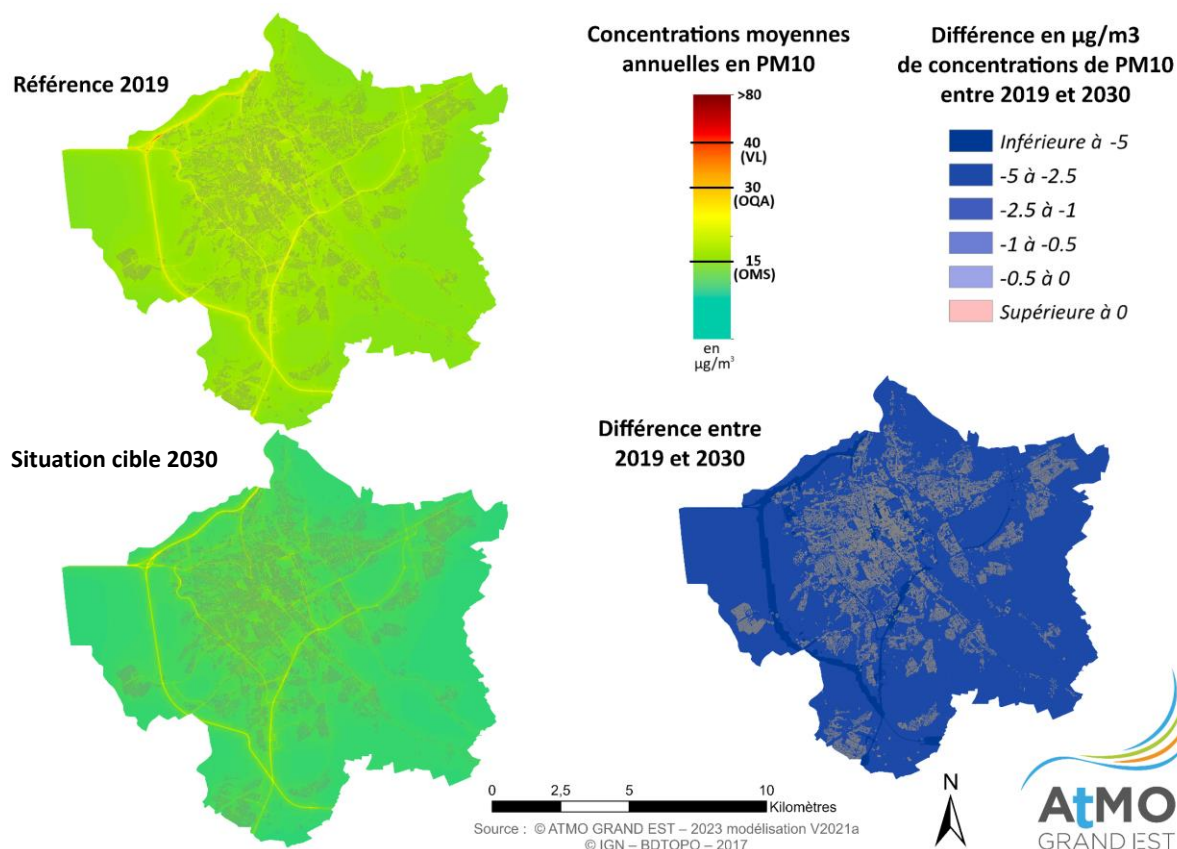 Référence 2019
Concentrations moyennes
annuelles en PM10
>80
40
(VL)
30
(OQA)
15
(OMS)
en
µg/m³
Différence en µg/m3
de concentrations de PM10
entre 2019 et 2030
Inférieure à -5
-5 à -2.5
-2.5 à -1
-1 à -0.5
-0.5 à 0
Supérieure à 0
Situation cible 2030
Différence entre
2019 et 2030
0 2,5 5 10
Kilomètres
Source : © ATMO GRAND EST – 2023 modélisation V2021a
© IGN – BDTOPO – 2017
N
AtMO
GRAND EST